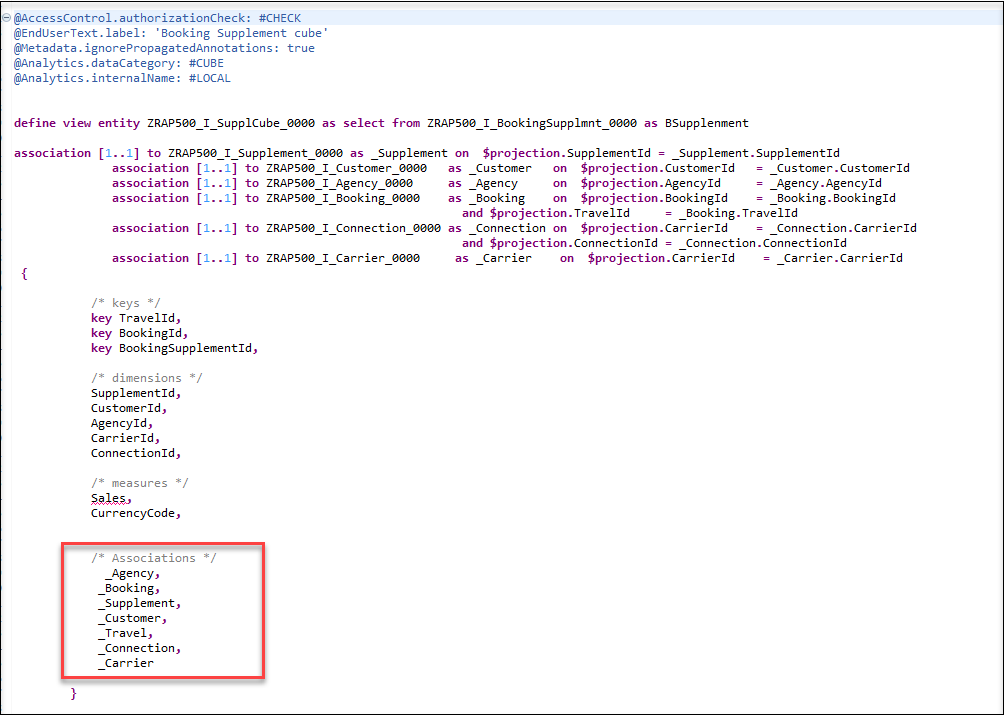 @AccessControl.authorizationCheck: #CHECK
@EndUserText.label: 'Booking Supplement cube'
@Metadata.ignorePropagatedAnnotations: true
@Analytics.dataCategory: #CUBE
@Analytics.internalName: #LOCAL
define view entity ZRAP500_I_SupplCube_0000 as select from ZRAP500_I_BookingSupplmnt_0000 as BSupplenment
association [1..1] to ZRAP500_I_Supplement_0000 as _Supplement on $projection.SupplementId = _Supplement.SupplementId
association [1..1] to ZRAP500_I_Customer_0000 as _Customer on $projection.CustomerId = _Customer.CustomerId
association [1..1] to ZRAP500_I_Agency_0000 as _Agency on $projection.AgencyId = _Agency.AgencyId
association [1..1] to ZRAP500_I_Booking_0000 as _Booking on $projection.BookingId = _Booking.BookingId
and $projection.TravelId = _Booking.TravelId
association [1..1] to ZRAP500_I_Connection_0000 as _Connection on $projection.CarrierId = _Connection.CarrierId
and $projection.ConnectionId = _Connection.ConnectionId
association [1..1] to ZRAP500_I_Carrier_0000 as _Carrier on $projection.CarrierId = _Carrier.CarrierId
{
/* keys */
key TravelId,
key BookingId,
key BookingSupplementId,
/* dimensions */
SupplementId,
CustomerId,
AgencyId,
CarrierId,
ConnectionId,
/* measures */
Sales,
CurrencyCode,
/* Associations */
_Agency,
_Booking,
_Supplement,
_Customer,
_Travel,
_Connection,
_Carrier
}